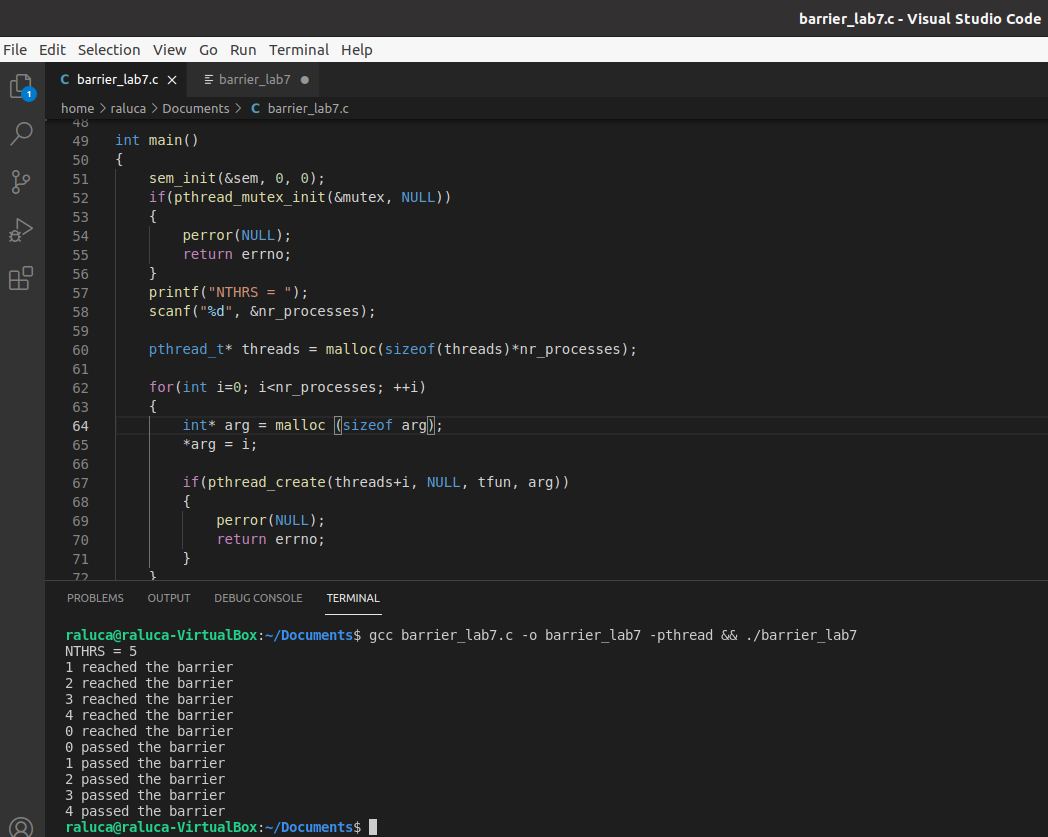 barrier_lab7.c - Visual Studio Code
File Edit Selection View Go Run Terminal Help
1
C barrier_lab7.c × barrier_lab7 ●
home > raluca > Documents > C barrier_lab7.c
48
49 int main()
50 {
51 sem_init(&sem, 0, 0);
52 if(pthread_mutex_init(&mutex, NULL))
53 {
54 perror(NULL);
55 return errno;
56 }
57 printf("NTHRS = ");
58 scanf("%d", &nr_processes);
59
60 pthread_t* threads = malloc(sizeof(threads)*nr_processes);
61
62 for(int i=0; i<nr_processes; ++i)
63 {
64 int* arg = malloc (sizeof arg);
65 *arg = i;
66
67 if(pthread_create(threads+i, NULL, tfun, arg))
68 {
69 perror(NULL);
70 return errno;
71 }
72 }
PROBLEMS OUTPUT DEBUG CONSOLE TERMINAL
raluca@raluca-VirtualBox:~/Documents$ gcc barrier_lab7.c -o barrier_lab7 -pthread && ./barrier_lab7
NTHRS = 5
1 reached the barrier
2 reached the barrier
3 reached the barrier
4 reached the barrier
0 reached the barrier
0 passed the barrier
1 passed the barrier
2 passed the barrier
3 passed the barrier
4 passed the barrier
raluca@raluca-VirtualBox:~/Documents$